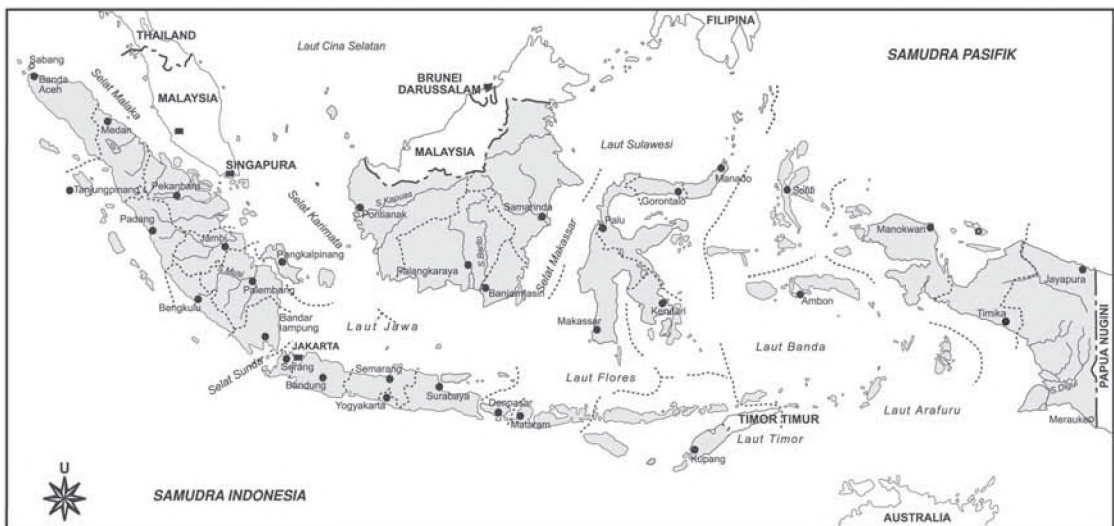 THAILAND
Laut Cina Selatan
FILIPINA
SAMUDRA PASIFIK
Sabang
Banda
Aceh
Selat Malaka
MALAYSIA
BRUNEI
DARUSSALAM
Medan
MALAYSIA
Laut Sulawesi
SINGAPURA
Tanjungpinang
Pekanbaru
Manado
Gorontalo
S.Kapuas
Pontianak
Samarinda
Padang
Selat Karimata
Palu
Manokwari
Jambi
Pangkalpinang
S.Barito
Selat Makassar
S.Musi
Palembang
Palangkaraya
Jayapura
Banjarmasin
Ambon
Bengkulu
Kendari
Bandar
lampung
Laut Jawa
Makassar
Timika
PAPUA NUGINI
JAKARTA
Laut Banda
Selat Sunda
Serang
Bandung
Semarang
Laut Flores
S.Digul
Yogyakarta
Surabaya
Denpasar
Mataram
TIMOR TIMUR
Laut Arafuru
Merauke
Laut Timor
Kupang
U
SAMUDRA INDONESIA
AUSTRALIA